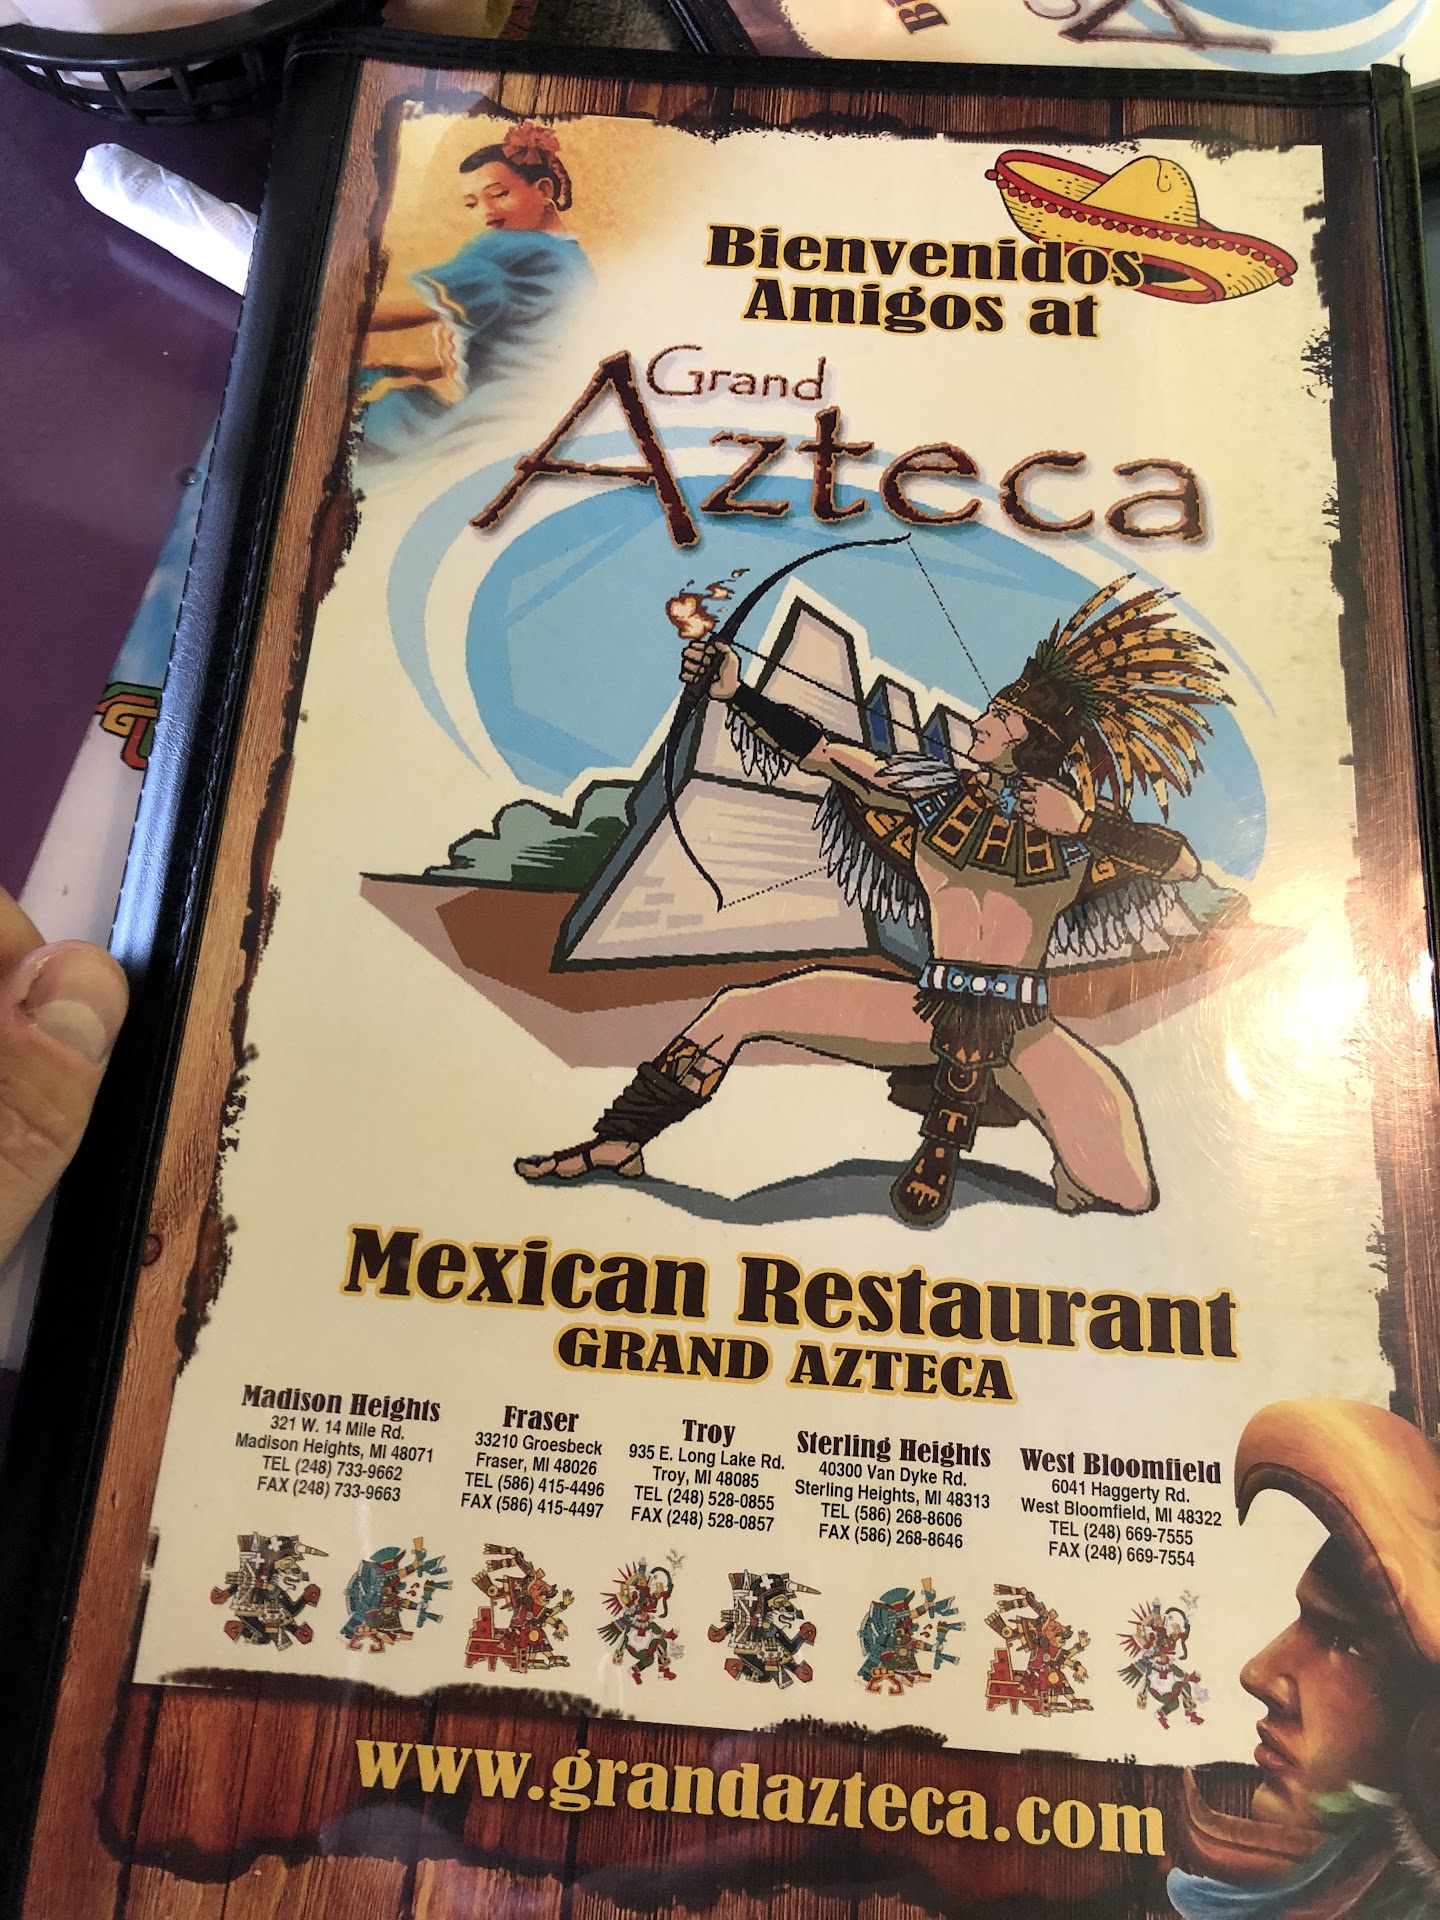 Bienvenidos
Amigos at
Grand
Azteca
Mexican Restaurant
GRAND AZTECA
Madison Heights
321 W. 14 Mile Rd.
Madison Heights, MI 48071
TEL (248) 733-9662
FAX (248) 733-9663
Fraser
33210 Groesbeck
Fraser, MI 48026
TEL (586) 415-4496
FAX (586) 415-4497
Troy
935 E. Long Lake Rd.
Troy, MI 48085
TEL (248) 528-0855
FAX (248) 528-0857
Sterling Heights
40300 Van Dyke Rd.
Sterling Heights, MI 48313
TEL (586) 268-8606
FAX (586) 268-8646
West Bloomfield
6041 Haggerty Rd.
West Bloomfield, MI 48322
TEL (248) 669-7555
FAX (248) 669-7554
www.grandazteca.com